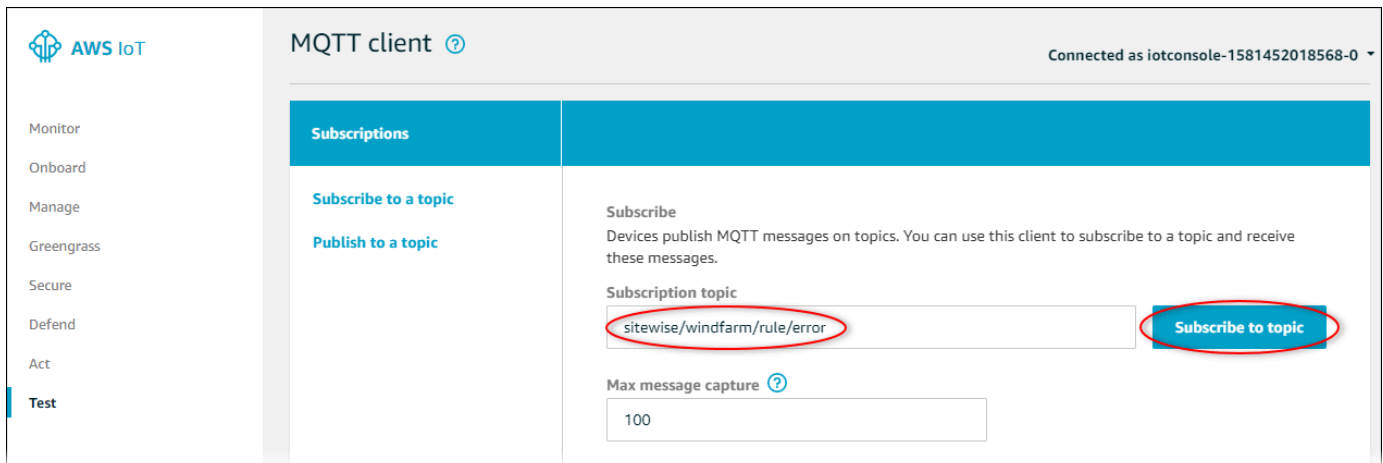 AWS IoT
MQTT client ?
Connected as iotconsole-1581452018568-0
Monitor
Onboard
Manage
Greengrass
Secure
Defend
Act
Test
Subscriptions
Subscribe to a topic
Publish to a topic
Subscribe
Devices publish MQTT messages on topics. You can use this client to subscribe to a topic and receive
these messages.
Subscription topic
sitewise/windfarm/rule/error
Subscribe to topic
Max message capture ?
100